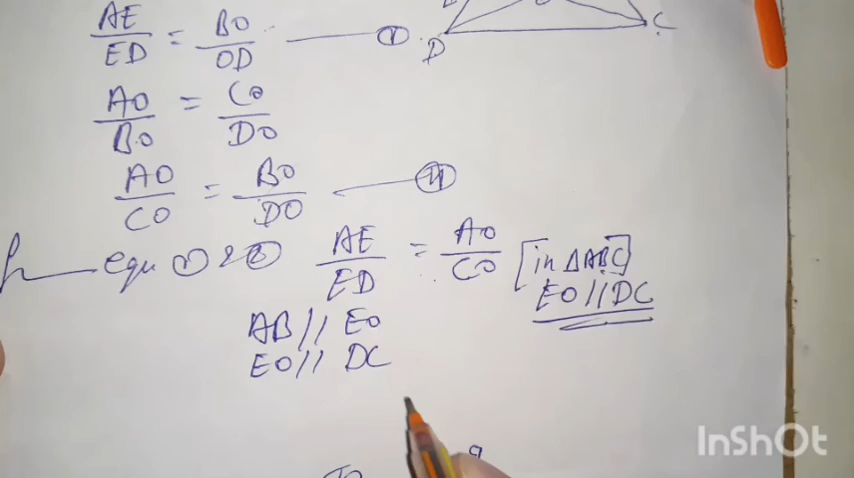 AE/ED = BO/OD — ①
D C
AO/BO = CO/DO
AO/CO = BO/DO — ②
equ ① & ② AE/ED = AO/CO [in △ABC]
EO // DC
AB // EO
EO // DC
InShOt